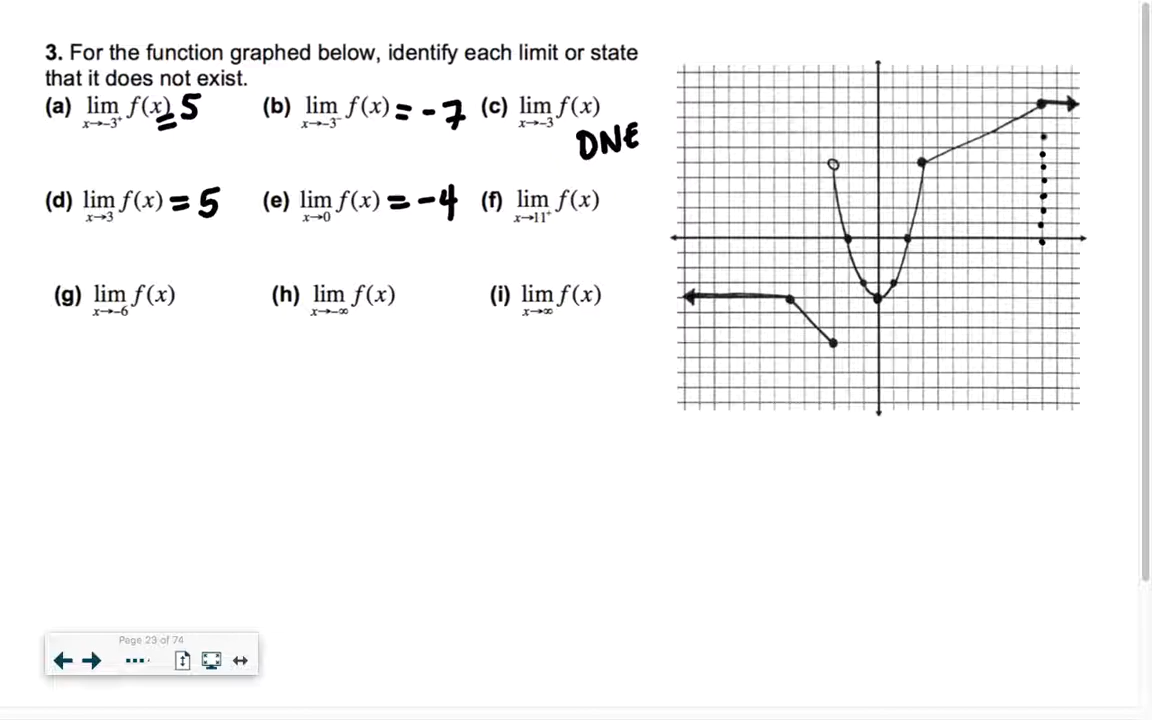 3. For the function graphed below, identify each limit or state
that it does not exist.
(a) lim x→-3⁺ f(x) = 5 (b) lim x→-3⁻ f(x) = -7 (c) lim x→-3 f(x)
DNE
(d) lim x→3 f(x) = 5 (e) lim x→0 f(x) = -4 (f) lim x→11⁺ f(x)
(g) lim x→-6 f(x) (h) lim x→-∞ f(x) (i) lim x→∞ f(x)
Page 23 of 74